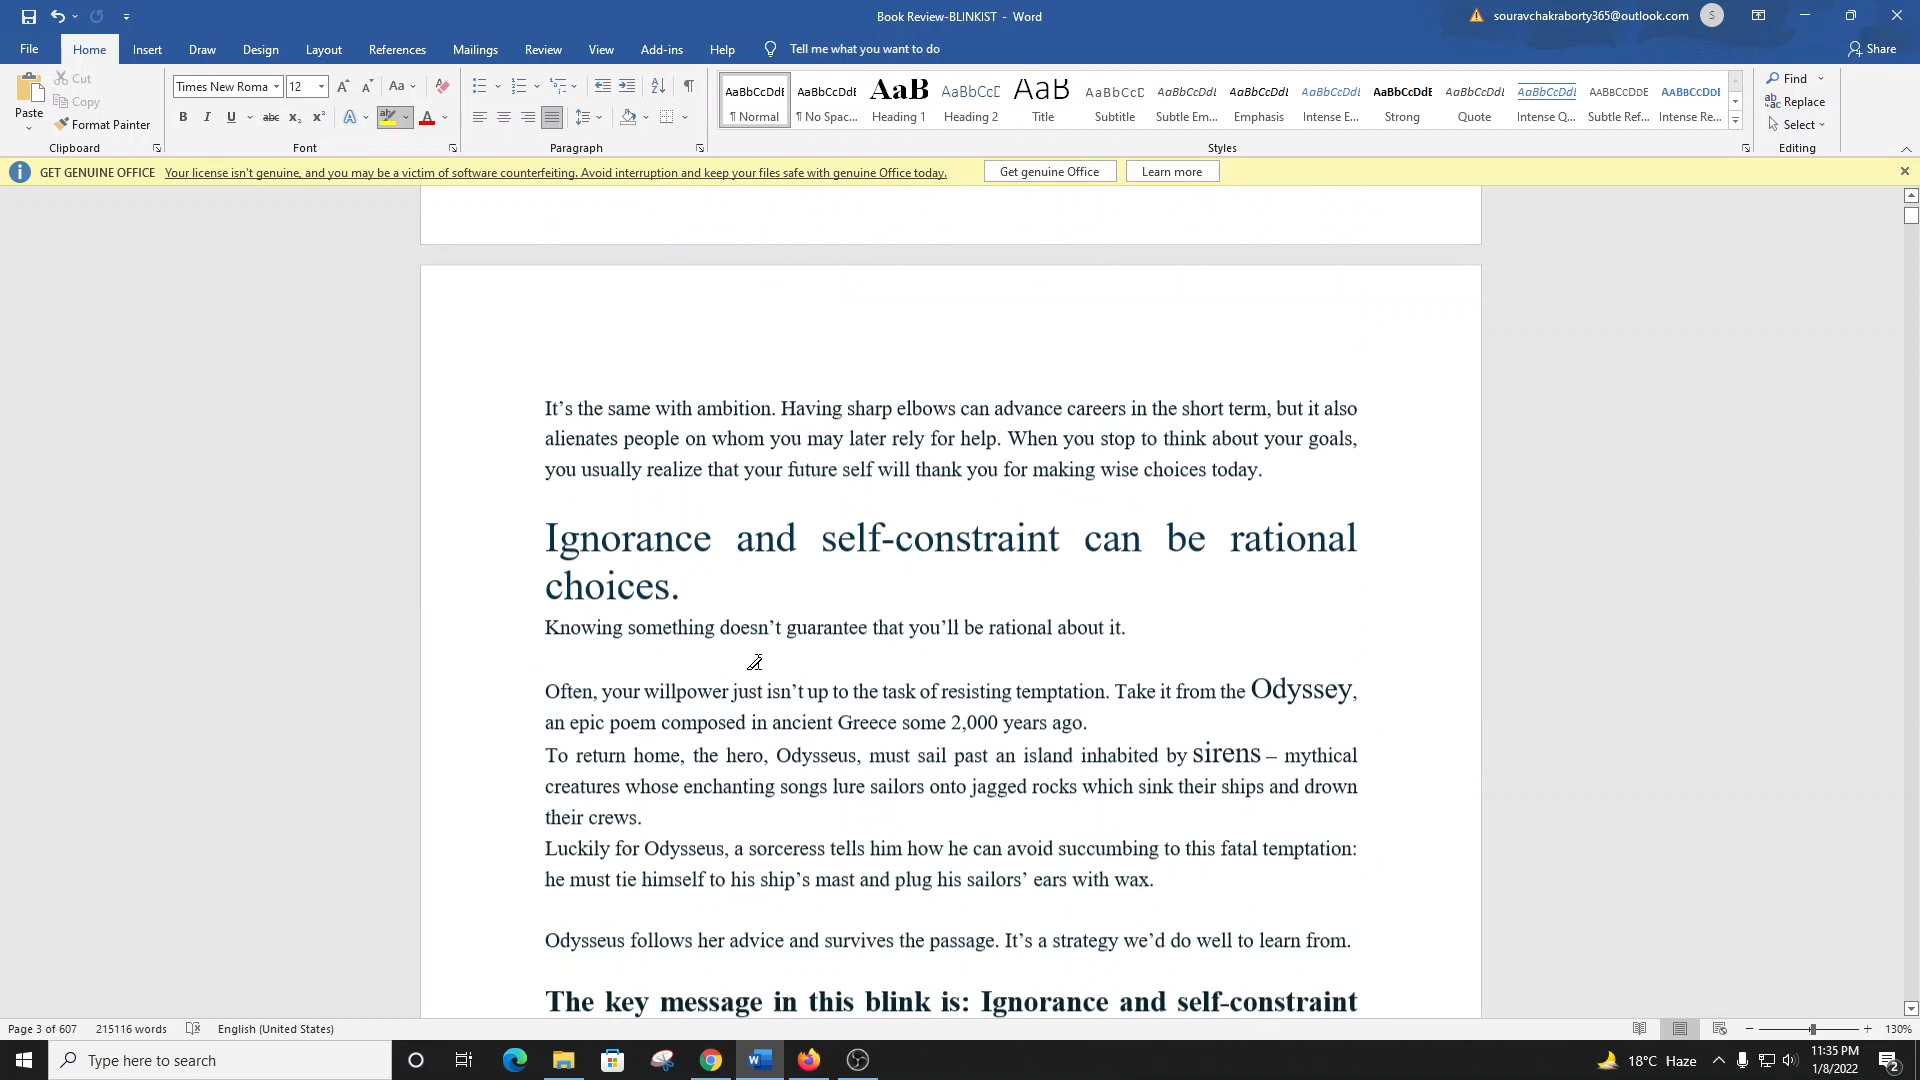 Book Review-BLINKIST - Word
souravchakraborty365@outlook.com
S
File Home Insert Draw Design Layout References Mailings Review View Add-ins Help Tell me what you want to do
Share
Paste
Cut
Copy
Format Painter
Clipboard
Times New Roma 12
Aa
B I U abc x₂ x² A ab A
Font
Paragraph
AaBbCcDdE AaBbCcDdE AaB AaBbCcD AaB AaBbCcD AaBbCcDdE AaBbCcDdE AaBbCcDdE AaBbCcDdE AaBbCcDdE AaBbCcDdE AABBCCDDE AABBCCDDE
¶ Normal ¶ No Spac... Heading 1 Heading 2 Title Subtitle Subtle Em... Emphasis Intense E... Strong Quote Intense Q... Subtle Ref... Intense Re...
Styles
Find
Replace
Select
Editing
GET GENUINE OFFICE Your license isn't genuine, and you may be a victim of software counterfeiting. Avoid interruption and keep your files safe with genuine Office today. Get genuine Office Learn more
It’s the same with ambition. Having sharp elbows can advance careers in the short term, but it also
alienates people on whom you may later rely for help. When you stop to think about your goals,
you usually realize that your future self will thank you for making wise choices today.
Ignorance and self-constraint can be rational
choices.
Knowing something doesn’t guarantee that you’ll be rational about it.
Often, your willpower just isn’t up to the task of resisting temptation. Take it from the Odyssey,
an epic poem composed in ancient Greece some 2,000 years ago.
To return home, the hero, Odysseus, must sail past an island inhabited by sirens – mythical
creatures whose enchanting songs lure sailors onto jagged rocks which sink their ships and drown
their crews.
Luckily for Odysseus, a sorceress tells him how he can avoid succumbing to this fatal temptation:
he must tie himself to his ship’s mast and plug his sailors’ ears with wax.
Odysseus follows her advice and survives the passage. It’s a strategy we’d do well to learn from.
The key message in this blink is: Ignorance and self-constraint
Page 3 of 607 215116 words English (United States)
130%
Type here to search
18°C Haze
11:35 PM
1/8/2022
2